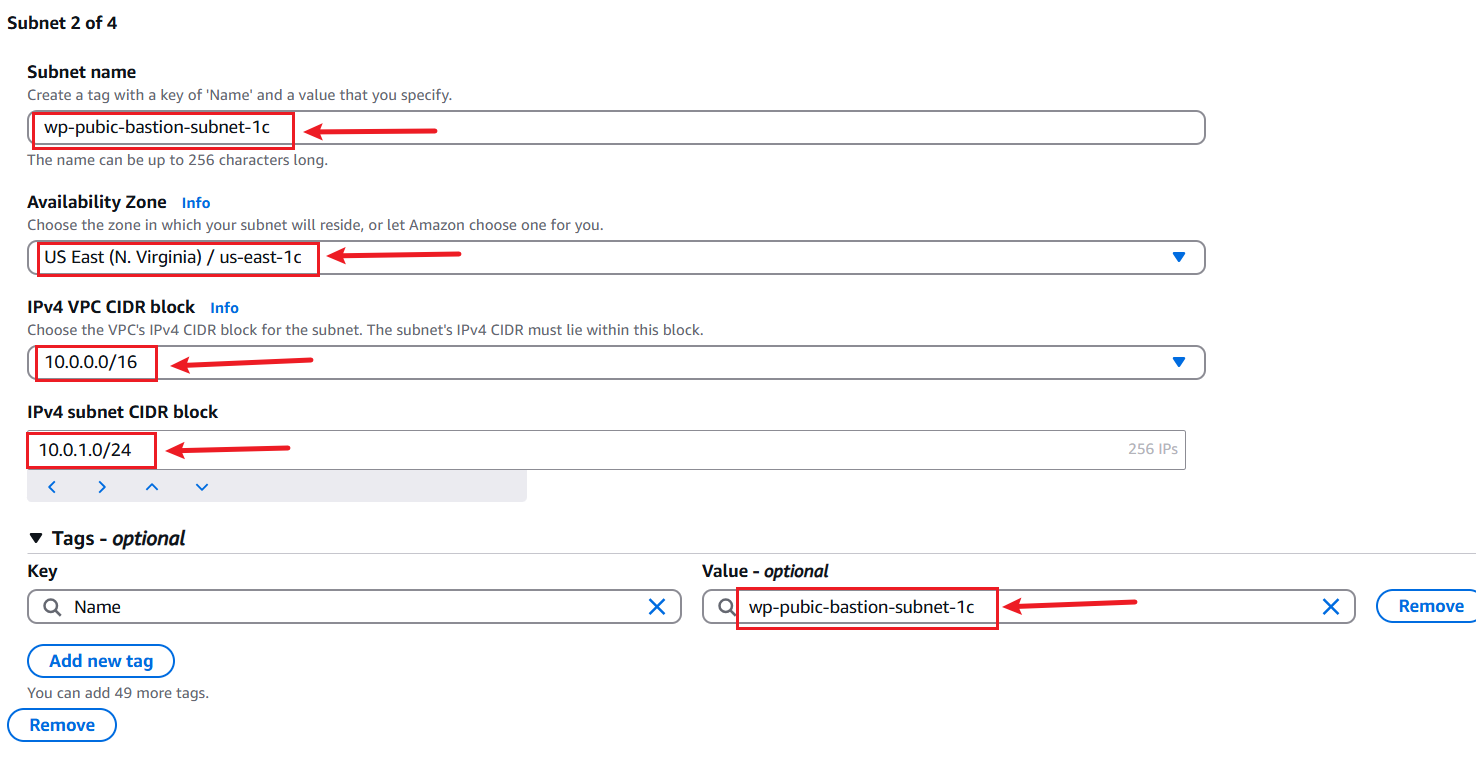 Subnet 2 of 4
Subnet name
Create a tag with a key of 'Name' and a value that you specify.
wp-pubic-bastion-subnet-1c
The name can be up to 256 characters long.
Availability Zone Info
Choose the zone in which your subnet will reside, or let Amazon choose one for you.
US East (N. Virginia) / us-east-1c
IPv4 VPC CIDR block Info
Choose the VPC's IPv4 CIDR block for the subnet. The subnet's IPv4 CIDR must lie within this block.
10.0.0.0/16
IPv4 subnet CIDR block
10.0.1.0/24 256 IPs
Tags - optional
Key Value - optional
Name wp-pubic-bastion-subnet-1c Remove
Add new tag
You can add 49 more tags.
Remove